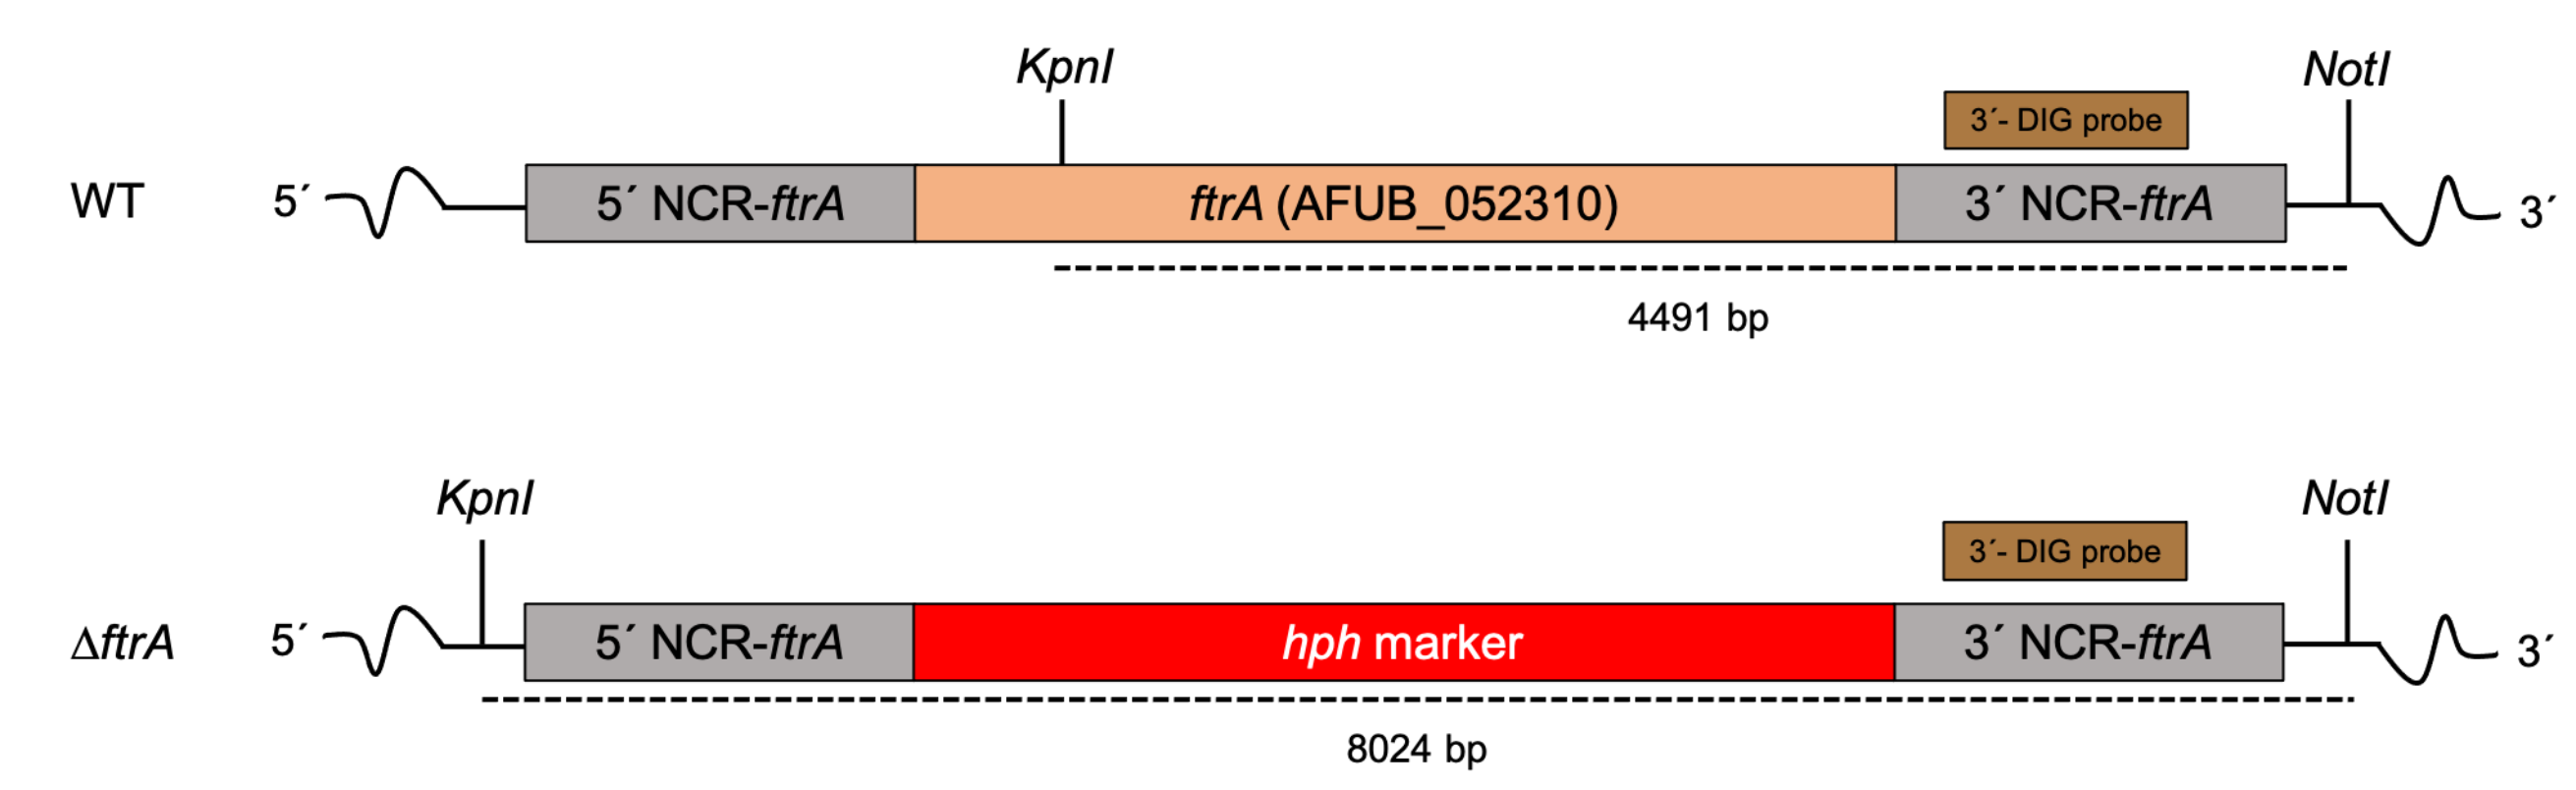 KpnI
NotI
3´- DIG probe
WT 5´ 5´ NCR-ftrA ftrA (AFUB_052310) 3´ NCR-ftrA 3´
4491 bp
KpnI
NotI
3´- DIG probe
ΔftrA 5´ 5´ NCR-ftrA hph marker 3´ NCR-ftrA 3´
8024 bp